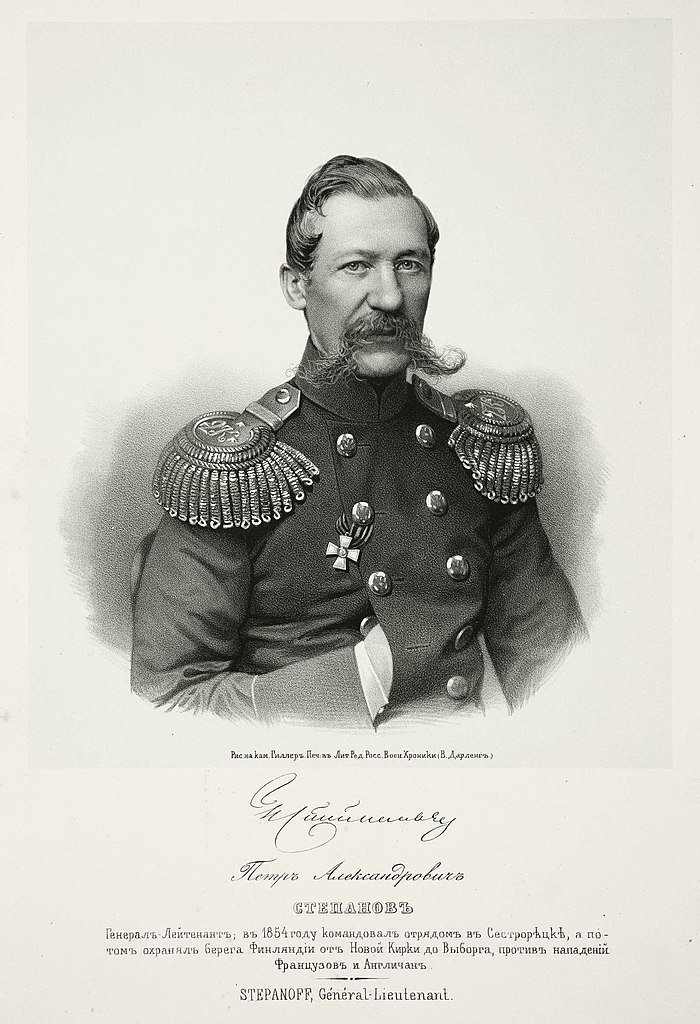 Рис. на кам. Гиллеръ. Печ. въ Лит. Ред. Росс. Воен. Хроники (В. Дарленгъ.)
Петръ Александровичъ
СТЕПАНОВЪ
Генералъ-Лейтенантъ; въ 1854 году командовалъ отрядомъ въ Сестрорѣцкѣ, а по-
томъ охранялъ берега Финляндіи отъ Новой Кирки до Выборга, противъ нападеній
Французовъ и Англичанъ.
STEPANOFF, Général-Lieutenant.